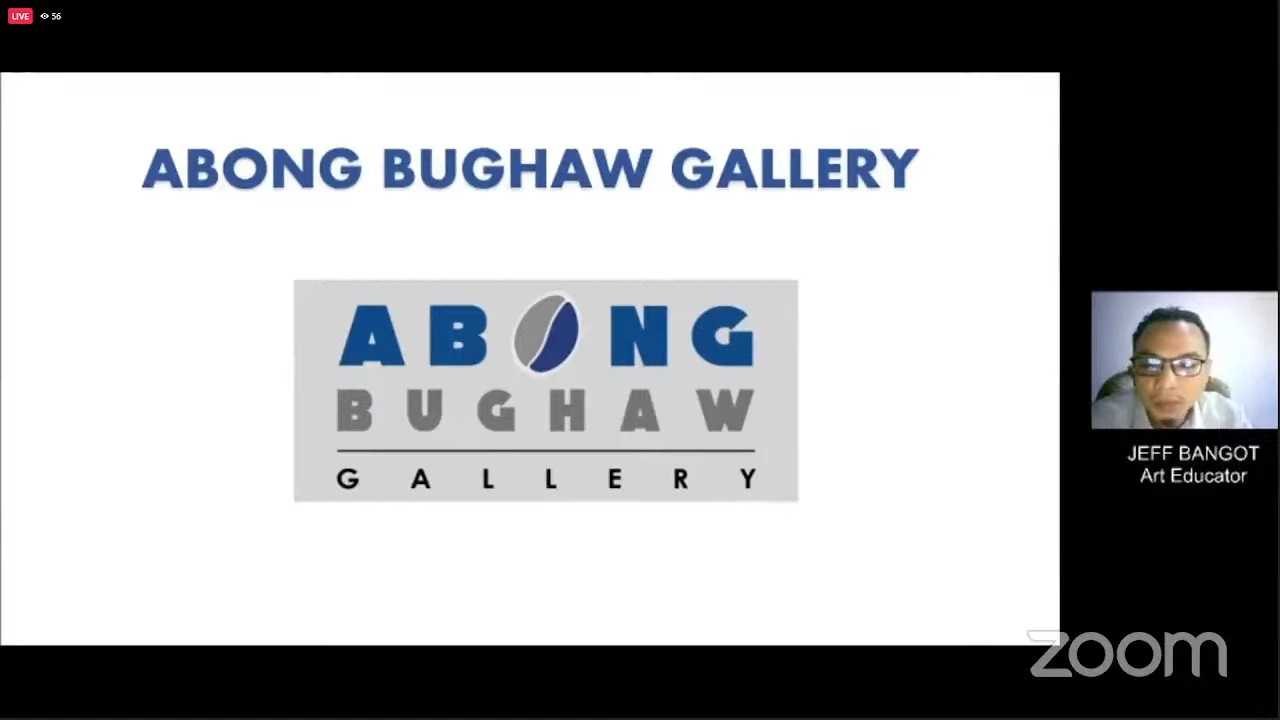 LIVE 56
ABONG BUGHAW GALLERY
ABONG
BUGHAW
GALLERY
JEFF BANGOT
Art Educator
zoom